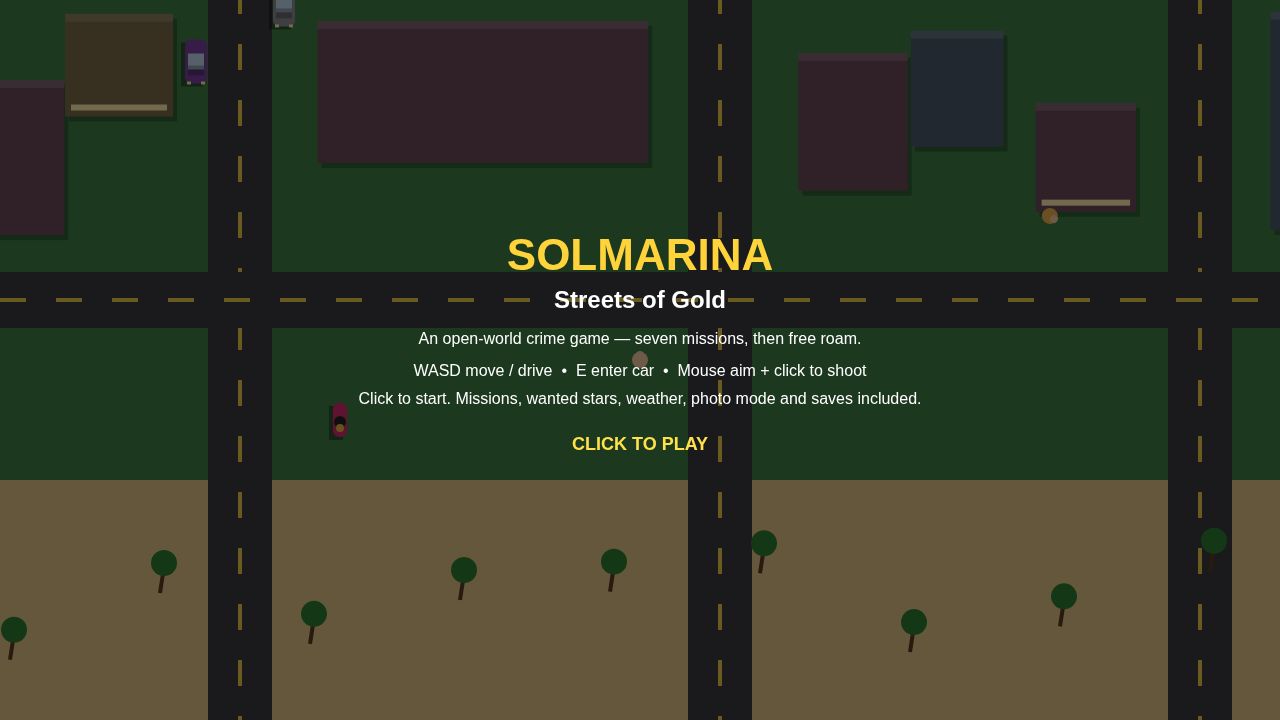 SOLMARINA
Streets of Gold
An open-world crime game — seven missions, then free roam.
WASD move / drive • E enter car • Mouse aim + click to shoot
Click to start. Missions, wanted stars, weather, photo mode and saves included.
CLICK TO PLAY